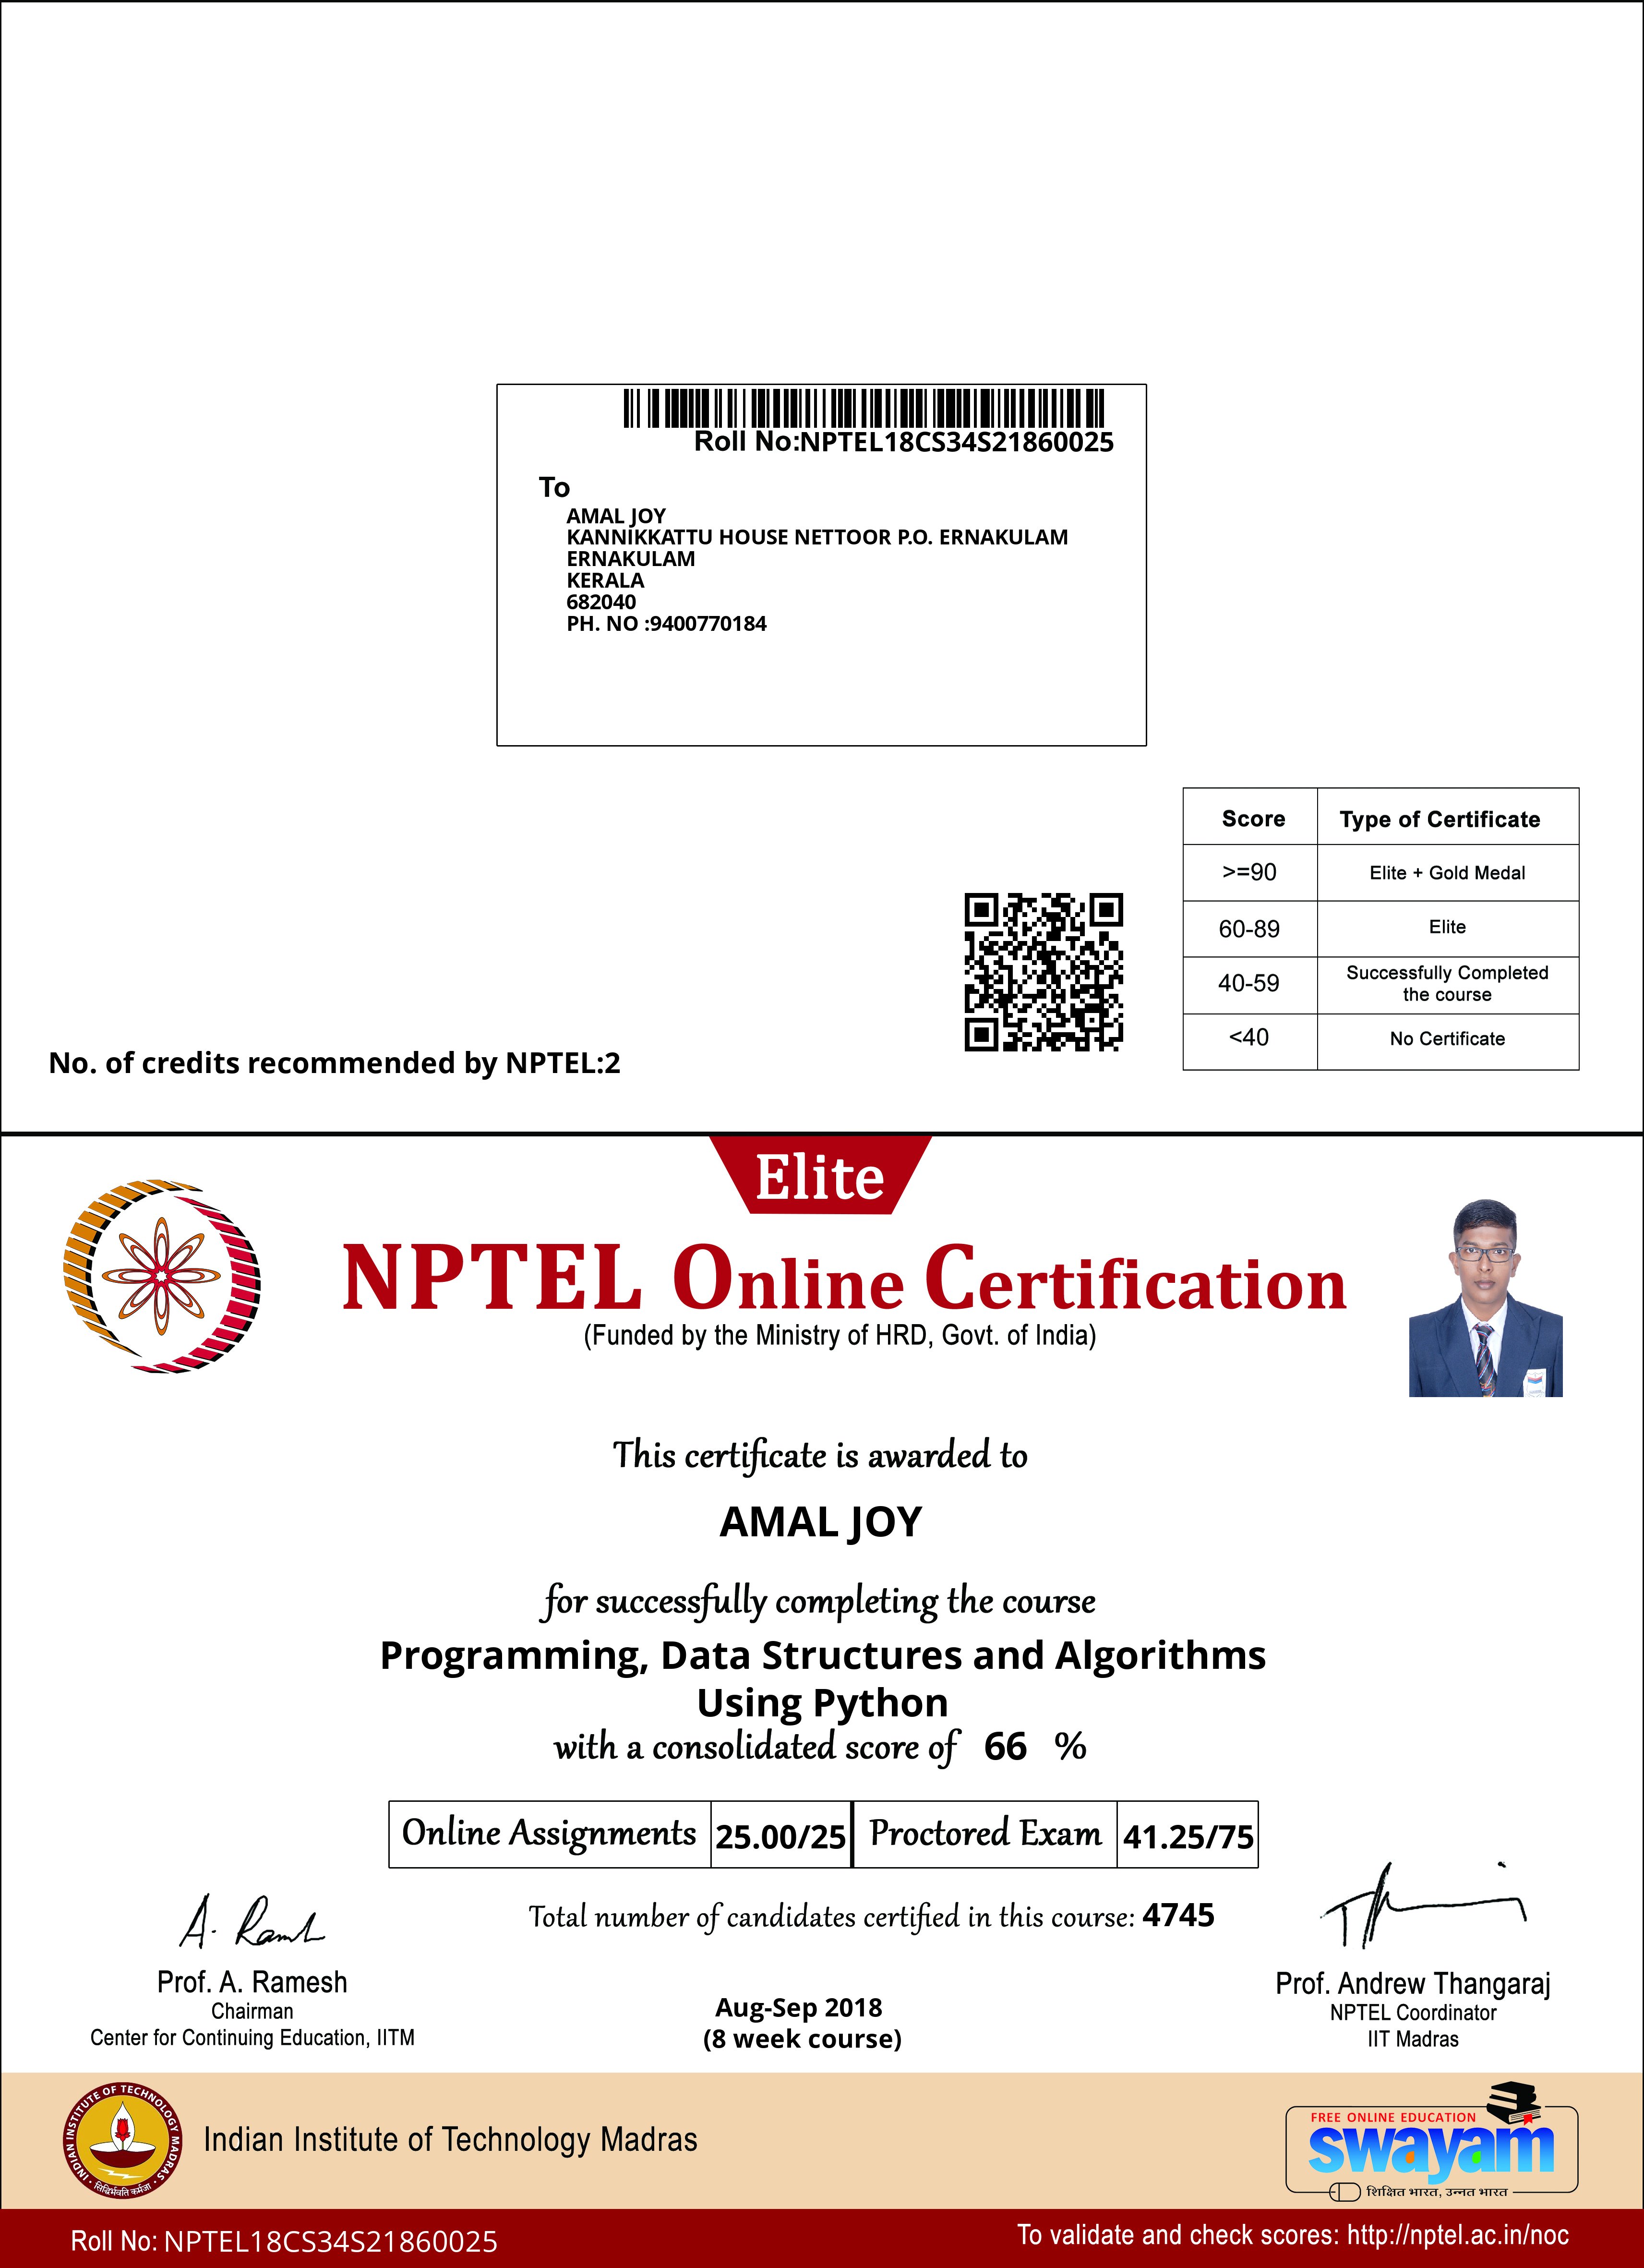 Roll No:NPTEL18CS34S21860025
To
AMAL JOY
KANNIKKATTU HOUSE NETTOOR P.O. ERNAKULAM
ERNAKULAM
KERALA
682040
PH. NO :9400770184
Score Type of Certificate
>=90 Elite + Gold Medal
60-89 Elite
40-59 Successfully Completed
the course
<40 No Certificate
No. of credits recommended by NPTEL:2
Elite
NPTEL Online Certification
(Funded by the Ministry of HRD, Govt. of India)
This certificate is awarded to
AMAL JOY
for successfully completing the course
Programming, Data Structures and Algorithms
Using Python
with a consolidated score of 66 %
Online Assignments 25.00/25 Proctored Exam 41.25/75
Total number of candidates certified in this course: 4745
A. Ramesh
Prof. A. Ramesh
Chairman
Center for Continuing Education, IITM
Aug-Sep 2018
(8 week course)
Prof. Andrew Thangaraj
NPTEL Coordinator
IIT Madras
INDIAN INSTITUTE OF TECHNOLOGY MADRAS
सिद्धिर्भवति कर्मजा
Indian Institute of Technology Madras
FREE ONLINE EDUCATION
swayam
शिक्षित भारत, उन्नत भारत
Roll No: NPTEL18CS34S21860025
To validate and check scores: http://nptel.ac.in/noc